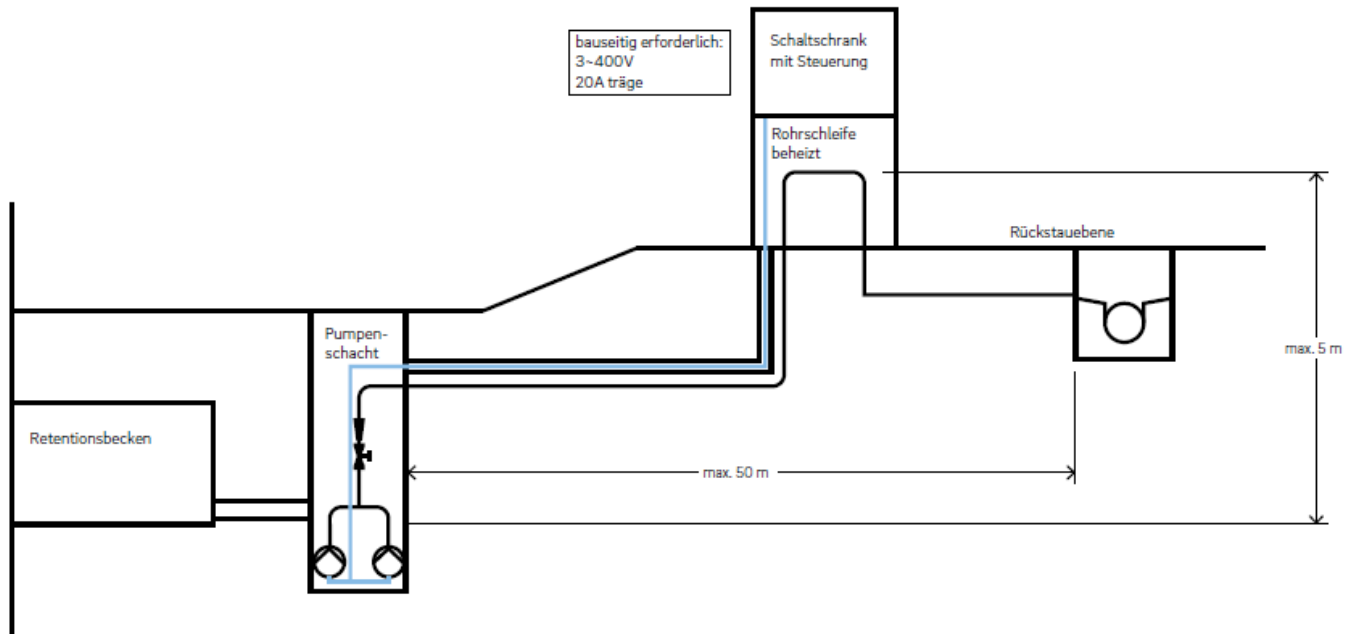 bauseitig erforderlich:
3~400V
20A träge
Schaltschrank
mit Steuerung
Rohrschleife
beheizt
Rückstauebene
Pumpen-
schacht
max. 5 m
Retentionsbecken
max. 50 m